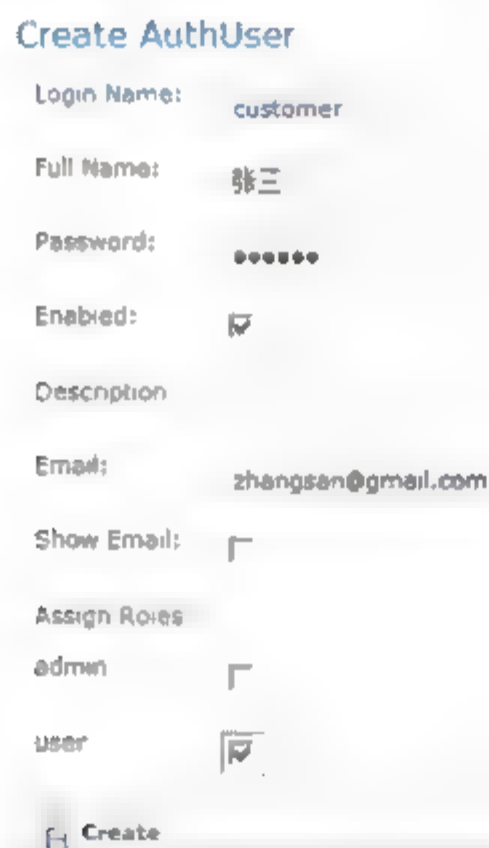 Create AuthUser
Login Name: customer
Full Name: 张三
Password: ••••••
Enabled:
Description
Email: zhangsan@gmail.com
Show Email:
Assign Roles
admin
user
Create